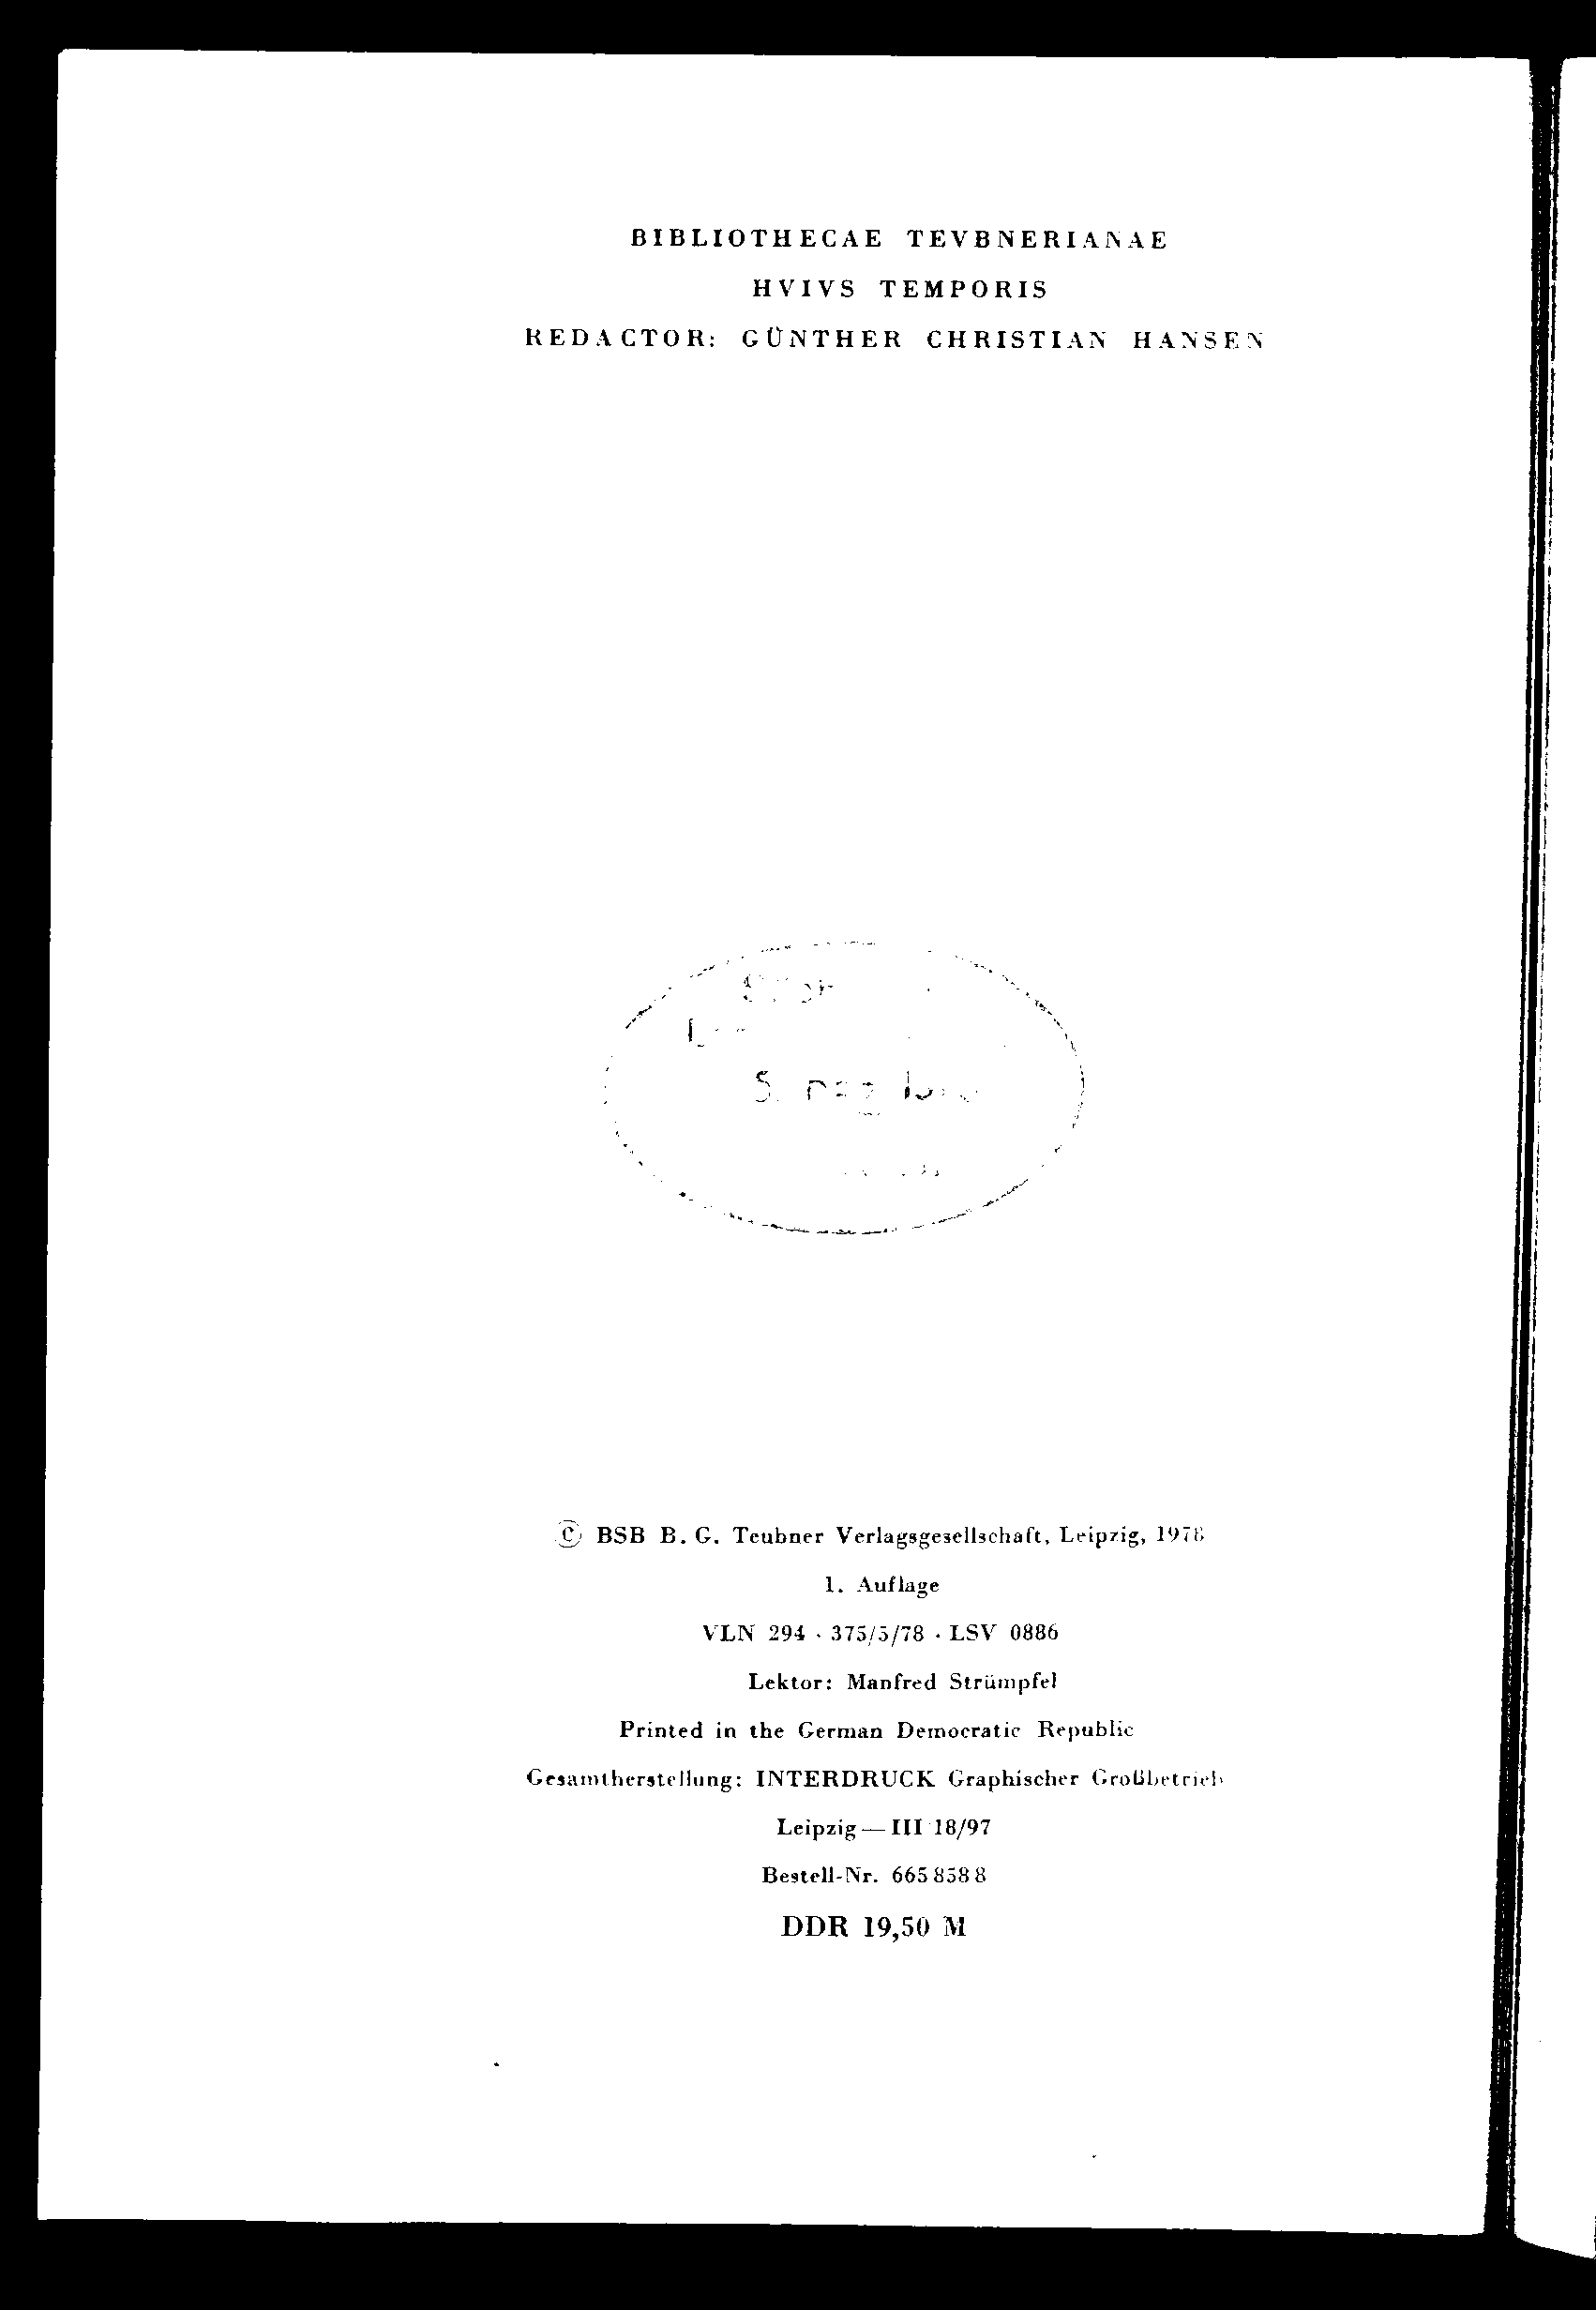 BIBLIOTHECAE TEVBNERIANAE
HVIVS TEMPORIS
REDACTOR: GÜNTHER CHRISTIAN HANSEN
© BSB B. G. Teubner Verlagsgesellschaft, Leipzig, 1978
1. Auflage
VLN 294 · 375/5/78 · LSV 0886
Lektor: Manfred Strümpfel
Printed in the German Democratic Republic
Gesamtherstellung: INTERDRUCK Graphischer Großbetrieb
Leipzig — III 18/97
Bestell-Nr. 665 858 8
DDR 19,50 M